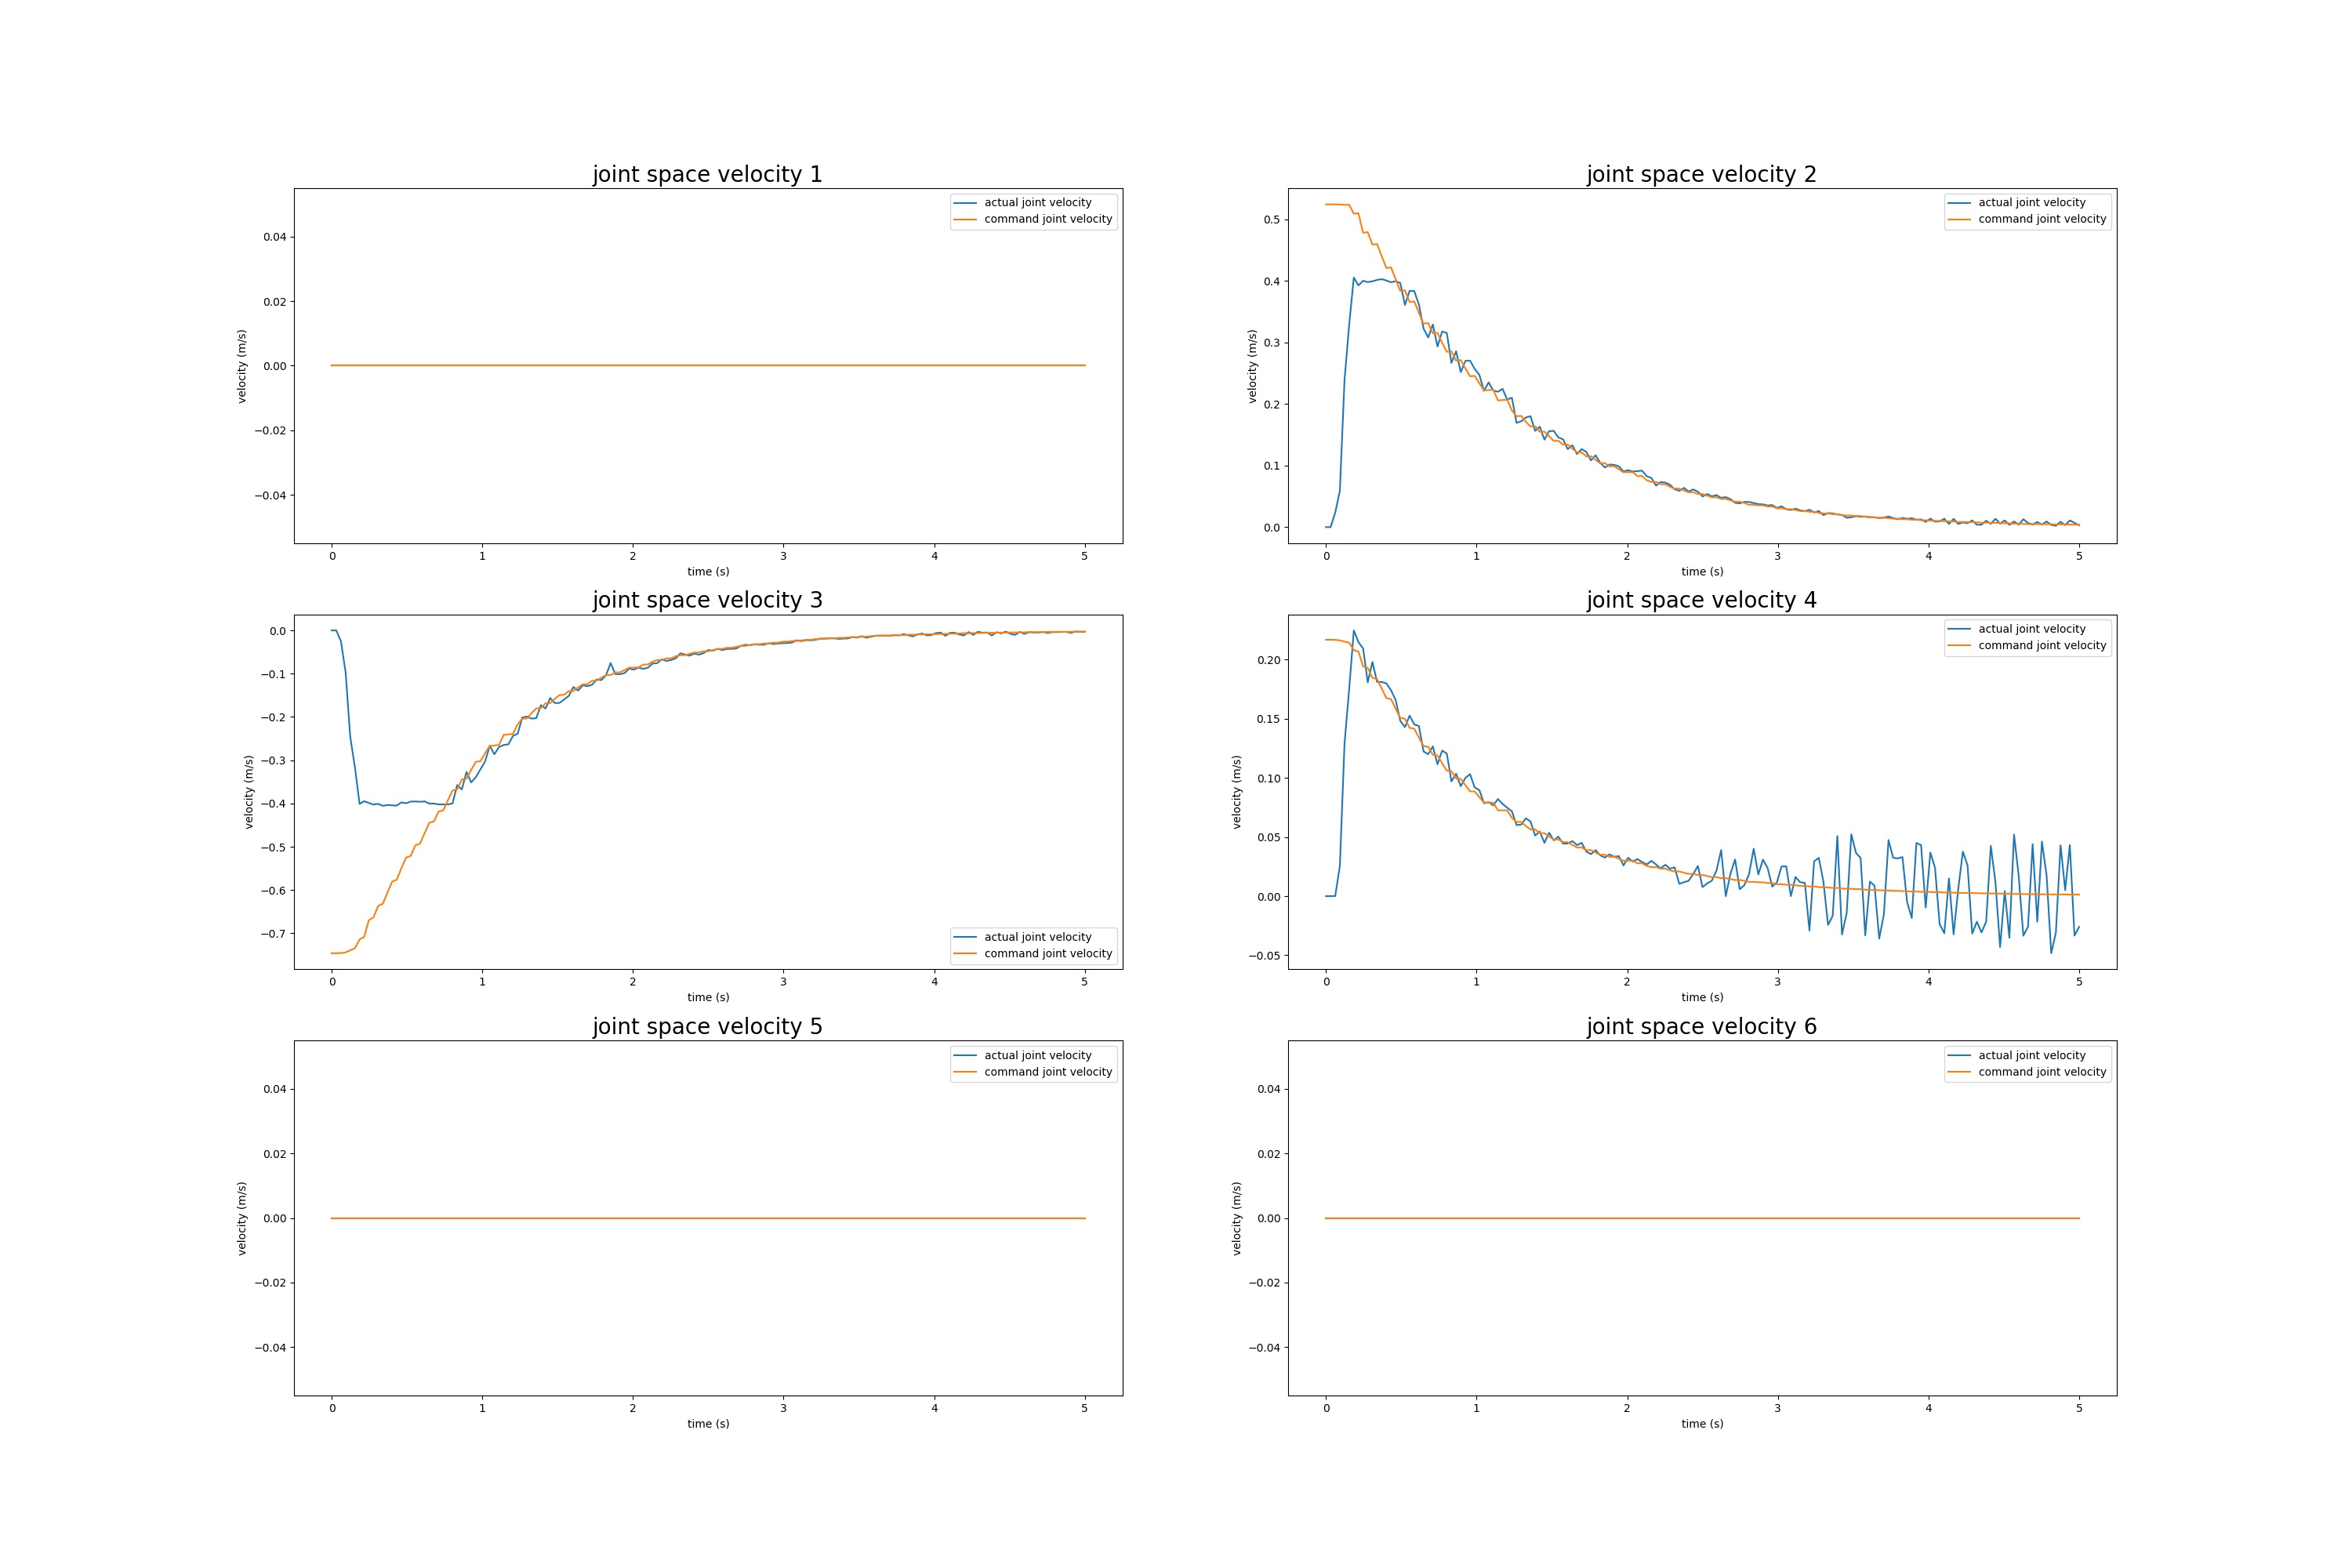 joint space velocity 1
actual joint velocity
command joint velocity
0.04
0.02
0.00
−0.02
−0.04
velocity (m/s)
0 1 2 3 4 5
time (s)
joint space velocity 2
actual joint velocity
command joint velocity
0.5
0.4
0.3
0.2
0.1
0.0
velocity (m/s)
0 1 2 3 4 5
time (s)
joint space velocity 3
0.0
−0.1
−0.2
−0.3
−0.4
−0.5
−0.6
−0.7
velocity (m/s)
actual joint velocity
command joint velocity
0 1 2 3 4 5
time (s)
joint space velocity 4
actual joint velocity
command joint velocity
0.20
0.15
0.10
0.05
0.00
−0.05
velocity (m/s)
0 1 2 3 4 5
time (s)
joint space velocity 5
actual joint velocity
command joint velocity
0.04
0.02
0.00
−0.02
−0.04
velocity (m/s)
0 1 2 3 4 5
time (s)
joint space velocity 6
actual joint velocity
command joint velocity
0.04
0.02
0.00
−0.02
−0.04
velocity (m/s)
0 1 2 3 4 5
time (s)